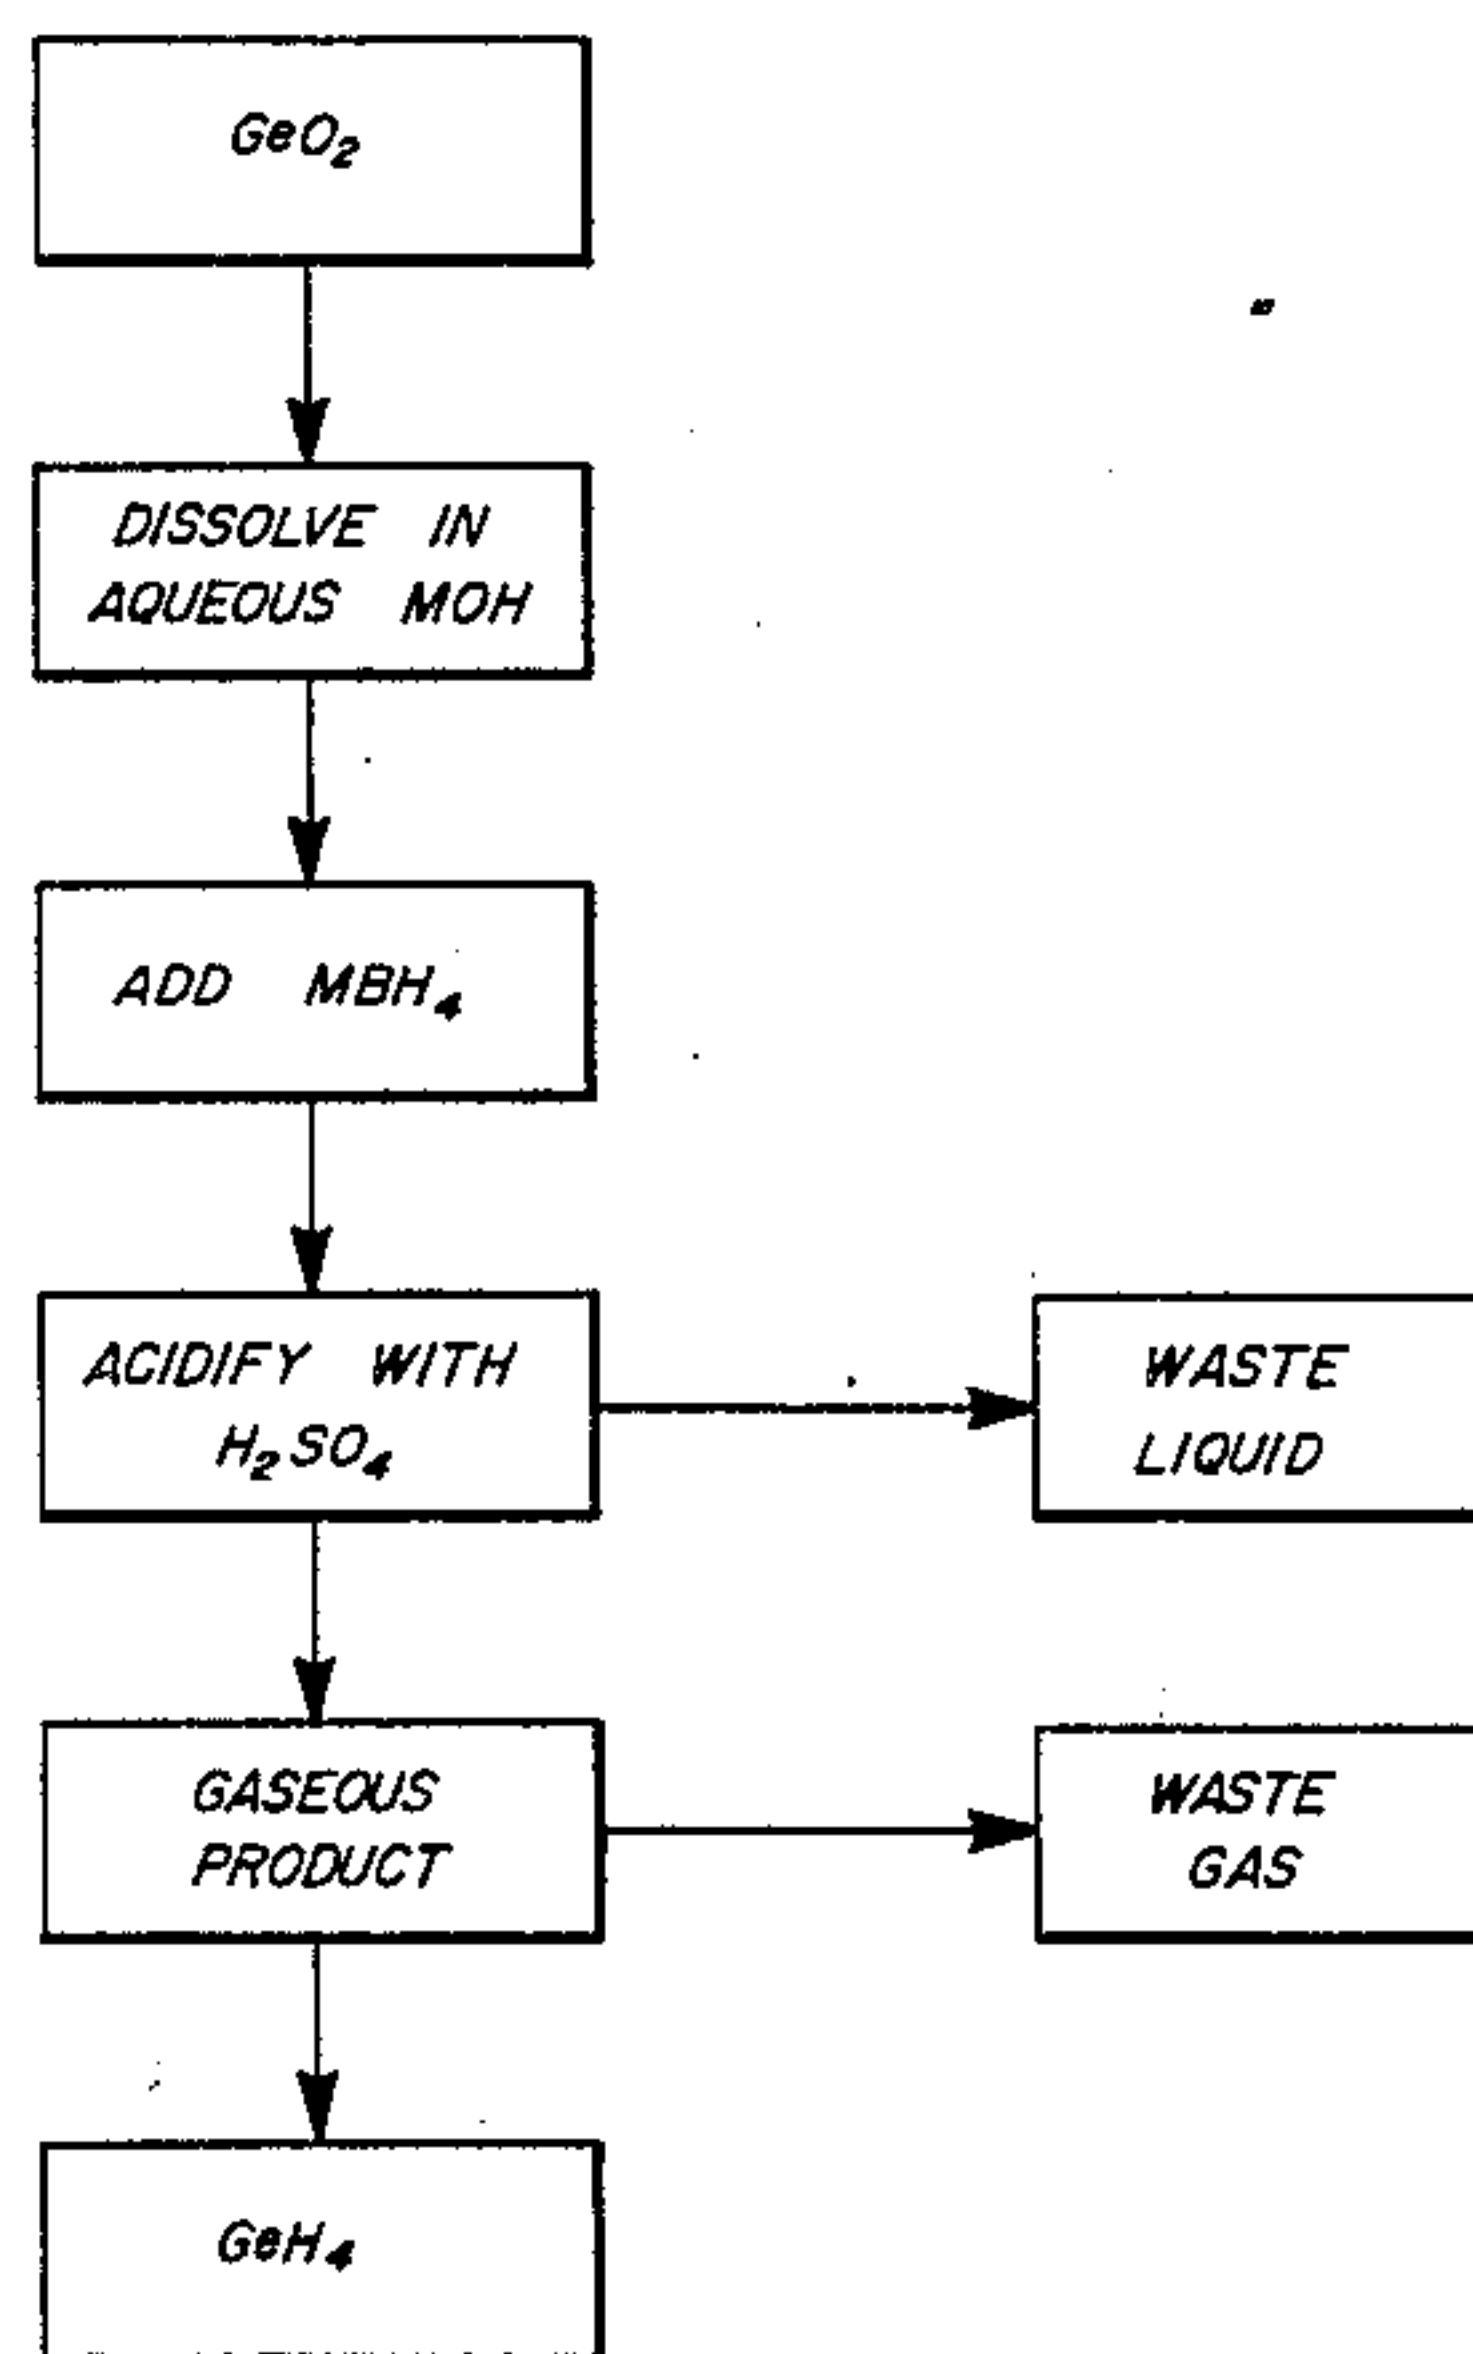 GeO₂
DISSOLVE IN
AQUEOUS MOH
ADD MBH₄
ACIDIFY WITH
H₂SO₄
WASTE
LIQUID
GASEOUS
PRODUCT
WASTE
GAS
GeH₄